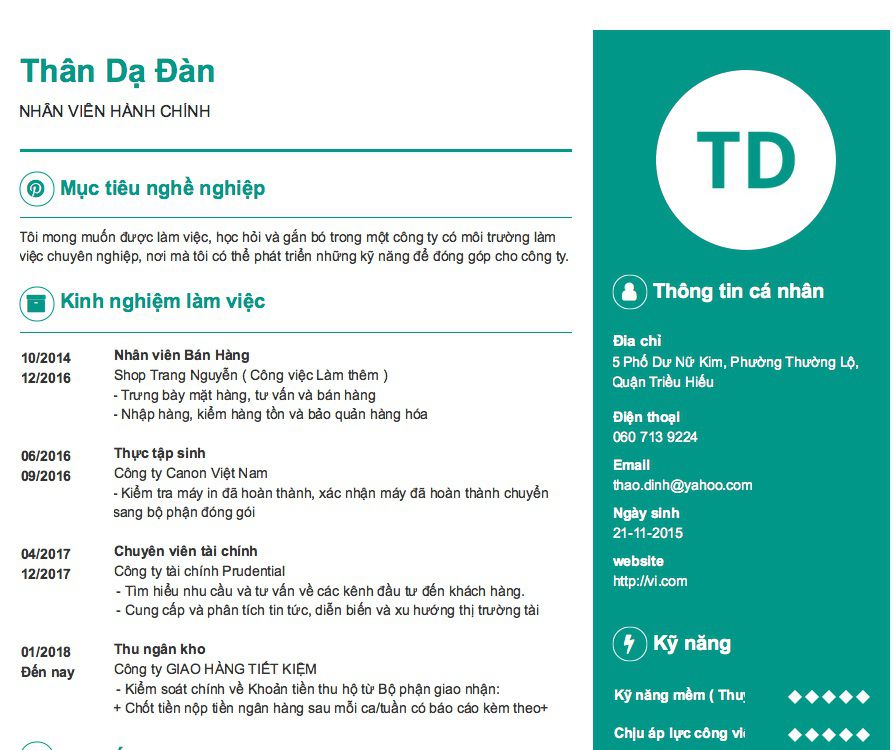 Thân Dạ Đàn
NHÂN VIÊN HÀNH CHÍNH
Mục tiêu nghề nghiệp
Tôi mong muốn được làm việc, học hỏi và gắn bó trong một công ty có môi trường làm
việc chuyên nghiệp, nơi mà tôi có thể phát triển những kỹ năng để đóng góp cho công ty.
Kinh nghiệm làm việc
10/2014
12/2016
Nhân viên Bán Hàng
Shop Trang Nguyễn ( Công việc Làm thêm )
- Trưng bày mặt hàng, tư vấn và bán hàng
- Nhập hàng, kiểm hàng tồn và bảo quản hàng hóa
06/2016
09/2016
Thực tập sinh
Công ty Canon Việt Nam
- Kiểm tra máy in đã hoàn thành, xác nhận máy đã hoàn thành chuyển
sang bộ phận đóng gói
04/2017
12/2017
Chuyên viên tài chính
Công ty tài chính Prudential
- Tìm hiểu nhu cầu và tư vấn về các kênh đầu tư đến khách hàng.
- Cung cấp và phân tích tin tức, diễn biến và xu hướng thị trường tài
01/2018
Đến nay
Thu ngân kho
Công ty GIAO HÀNG TIẾT KIỆM
- Kiểm soát chính về Khoản tiền thu hộ từ Bộ phận giao nhận:
+ Chốt tiền nộp tiền ngân hàng sau mỗi ca/tuần có báo cáo kèm theo+
TD
Thông tin cá nhân
Địa chỉ
5 Phố Dư Nữ Kim, Phường Thường Lộ,
Quận Triều Hiếu
Điện thoại
060 713 9224
Email
thao.dinh@yahoo.com
Ngày sinh
21-11-2015
website
http://vi.com
Kỹ năng
Kỹ năng mềm ( Thu
Chịu áp lực công vi